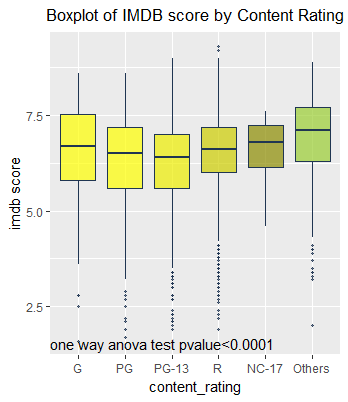 Boxplot of IMDB score by Content Rating
imdb score
7.5
5.0
2.5
one way anova test pvalue<0.0001
G PG PG-13 R NC-17 Others
content_rating